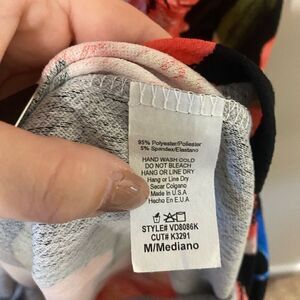 95% Polyester/Poliester
5% Spandex/Elastano
HAND WASH COLD
DO NOT BLEACH
HANG OR LINE DRY
Hang or Line Dry
Secar Colgano
Made In U.S.A
Hecho En E.U.A
STYLE# VD8086K
CUT# K3291
M/Mediano